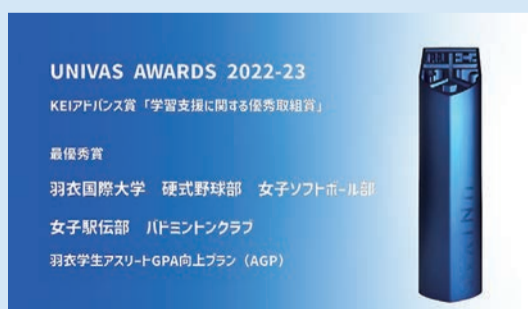 UNIVAS AWARDS 2022-23
KEIアドバンス賞「学習支援に関する優秀取組賞」
最優秀賞
羽衣国際大学 硬式野球部 女子ソフトボール部
女子駅伝部 バドミントンクラブ
羽衣学生アスリートGPA向上プラン（AGP）